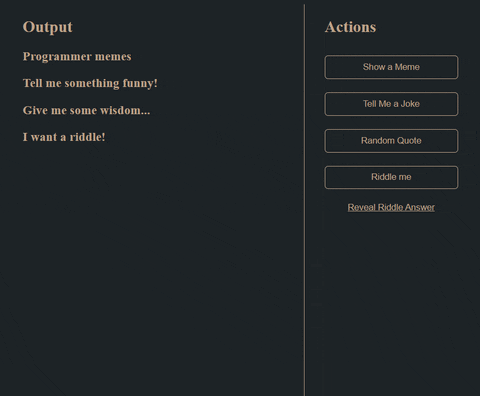 Output
Programmer memes
Tell me something funny!
Give me some wisdom...
I want a riddle!
Actions
Show a Meme
Tell Me a Joke
Random Quote
Riddle me
Reveal Riddle Answer